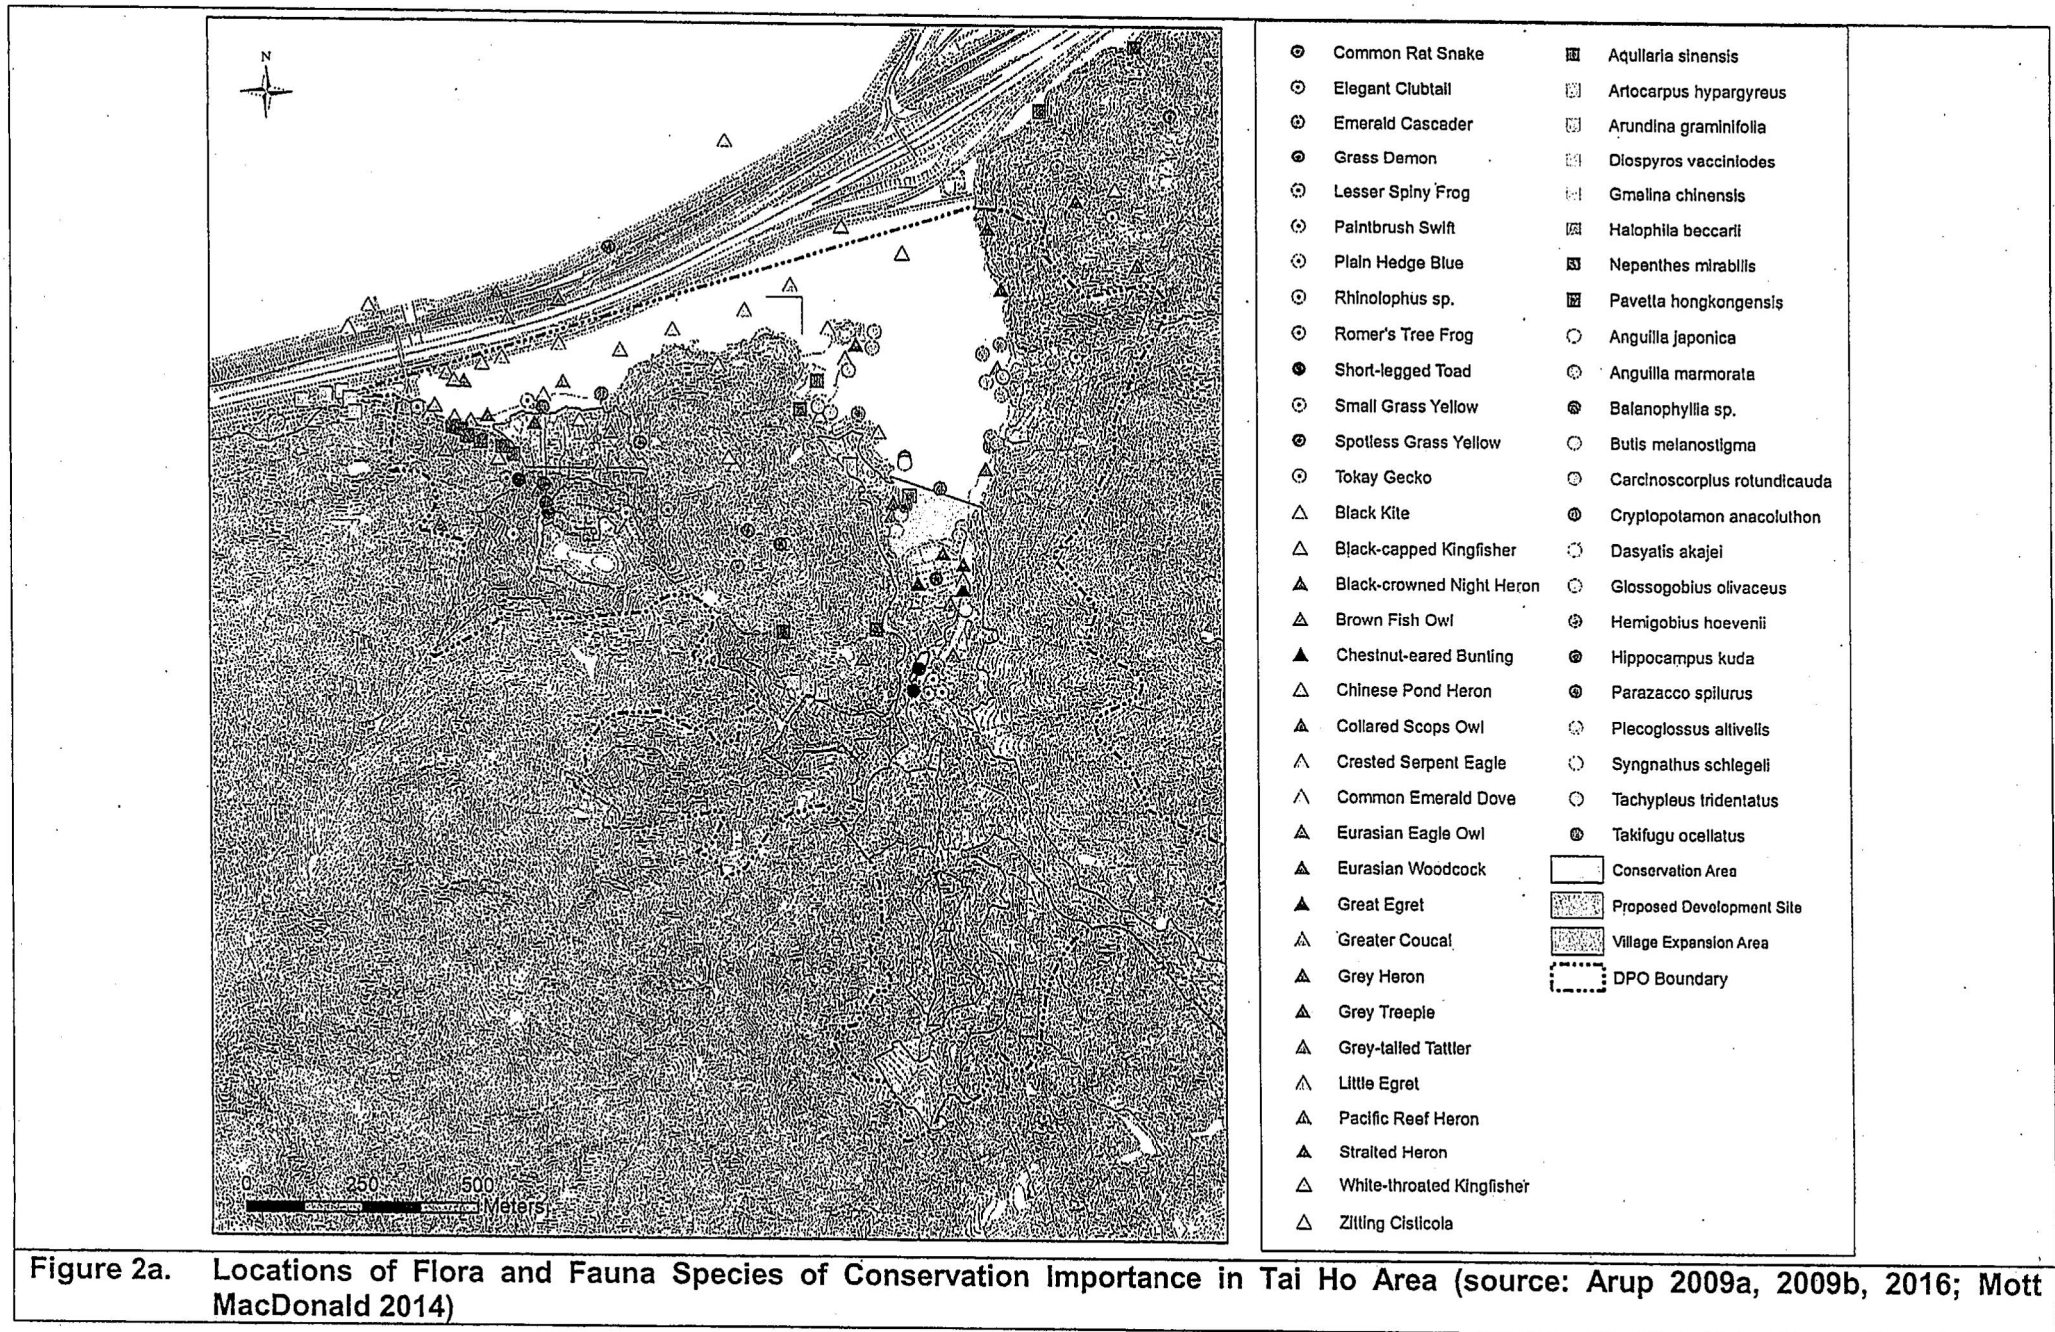 N
0 250 500
Meters
Common Rat Snake
Elegant Clubtail
Emerald Cascader
Grass Demon
Lesser Spiny Frog
Paintbrush Swift
Plain Hedge Blue
Rhinolophus sp.
Romer's Tree Frog
Short-legged Toad
Small Grass Yellow
Spotless Grass Yellow
Tokay Gecko
Black Kite
Black-capped Kingfisher
Black-crowned Night Heron
Brown Fish Owl
Chestnut-eared Bunting
Chinese Pond Heron
Collared Scops Owl
Crested Serpent Eagle
Common Emerald Dove
Eurasian Eagle Owl
Eurasian Woodcock
Great Egret
Greater Coucal
Grey Heron
Grey Treepie
Grey-tailed Tattler
Little Egret
Pacific Reef Heron
Straited Heron
White-throated Kingfisher
Zitting Cisticola
Aquilaria sinensis
Artocarpus hypargyreus
Arundina graminifolia
Diospyros vacciniodes
Gmelina chinensis
Halophila beccarii
Nepenthes mirabilis
Pavetta hongkongensis
Anguilla japonica
Anguilla marmorata
Balanophyllia sp.
Butis melanostigma
Carcinoscorpius rotundicauda
Cryptopotamon anacoluthon
Dasyatis akajei
Glossogobius olivaceus
Hemigobius hoevenii
Hippocampus kuda
Parazacco spilurus
Plecoglossus altivelis
Syngnathus schlegeli
Tachypleus tridentatus
Takifugu ocellatus
Conservation Area
Proposed Development Site
Village Expansion Area
DPO Boundary
Figure 2a. Locations of Flora and Fauna Species of Conservation Importance in Tai Ho Area (source: Arup 2009a, 2009b, 2016; Mott
MacDonald 2014)